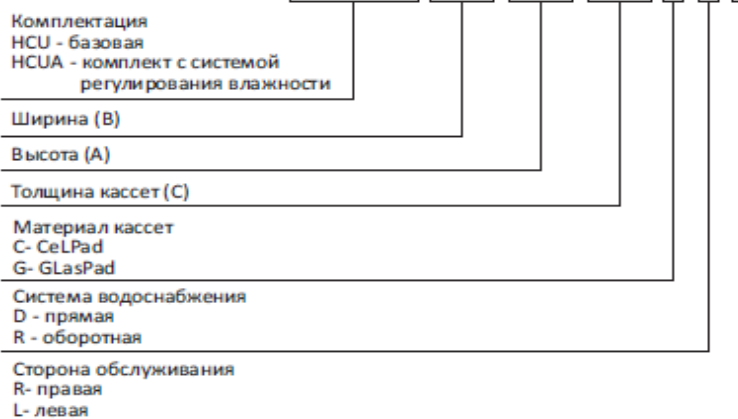 Комплектация
HCU - базовая
HCUA - комплект с системой
регулирования влажности
Ширина (В)
Высота (А)
Толщина кассет (С)
Материал кассет
C- CeLPad
G- GLasPad
Система водоснабжения
D - прямая
R - оборотная
Сторона обслуживания
R- правая
L- левая